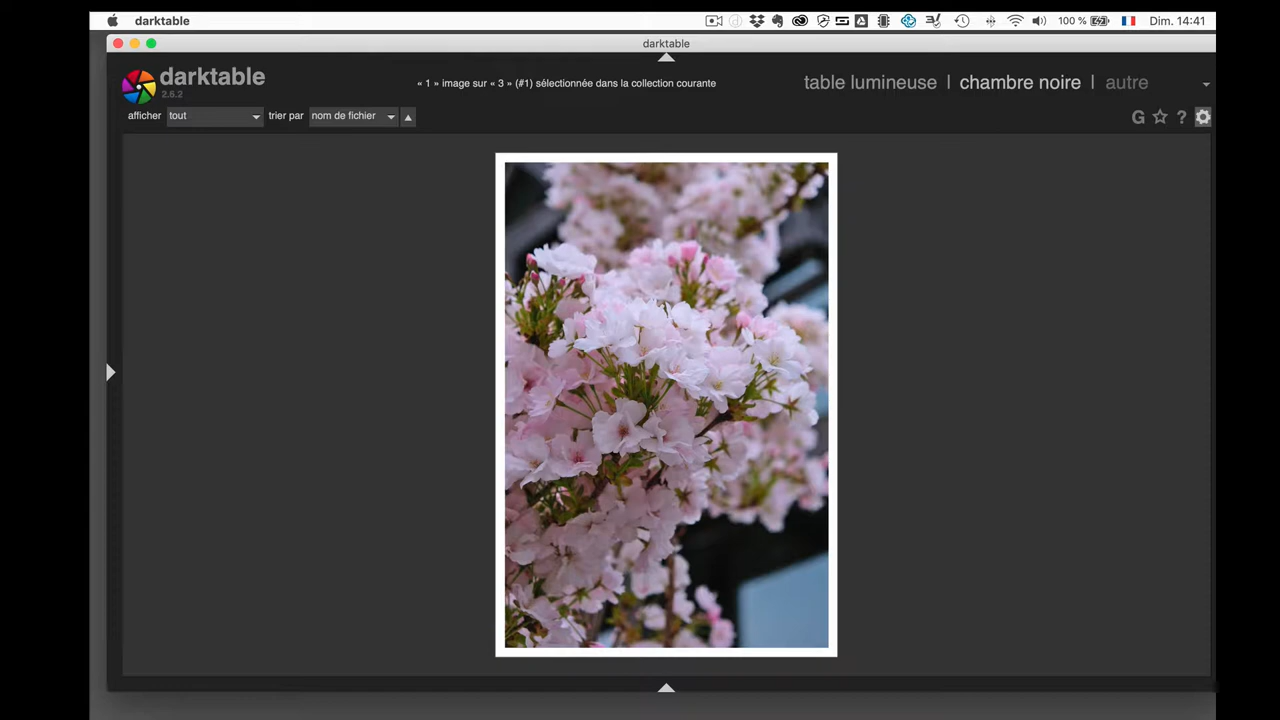 darktable
100 %
Dim. 14:41
darktable
darktable
2.6.2
« 1 » image sur « 3 » (#1) sélectionnée dans la collection courante
table lumineuse | chambre noire | autre
afficher tout trier par nom de fichier
G ?